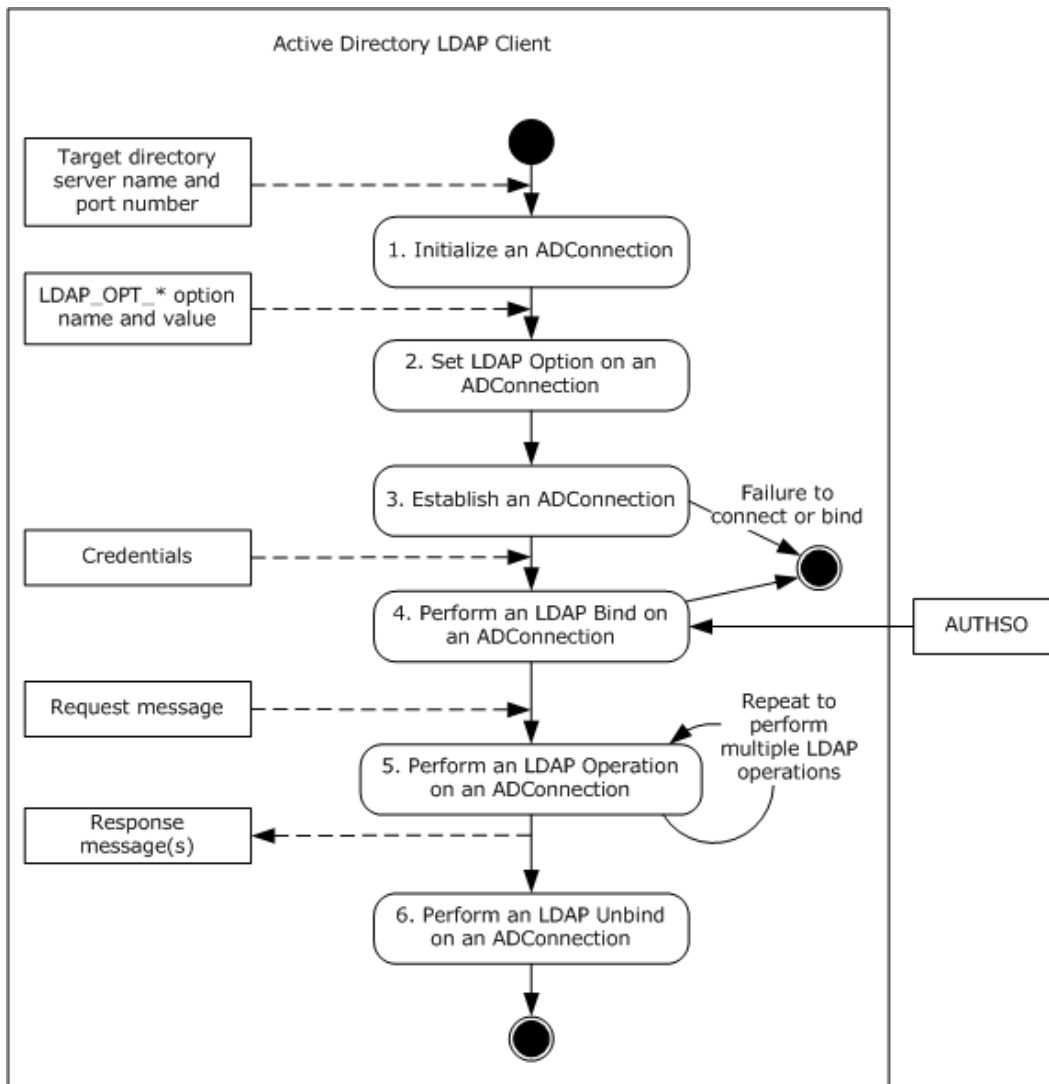 Active Directory LDAP Client
Target directory
server name and
port number
1. Initialize an ADConnection
LDAP_OPT_* option
name and value
2. Set LDAP Option on an
ADConnection
3. Establish an ADConnection
Failure to
connect or bind
Credentials
4. Perform an LDAP Bind on
an ADConnection
AUTHSO
Request message
Repeat to
perform
multiple LDAP
operations
5. Perform an LDAP Operation
on an ADConnection
Response
message(s)
6. Perform an LDAP Unbind
on an ADConnection